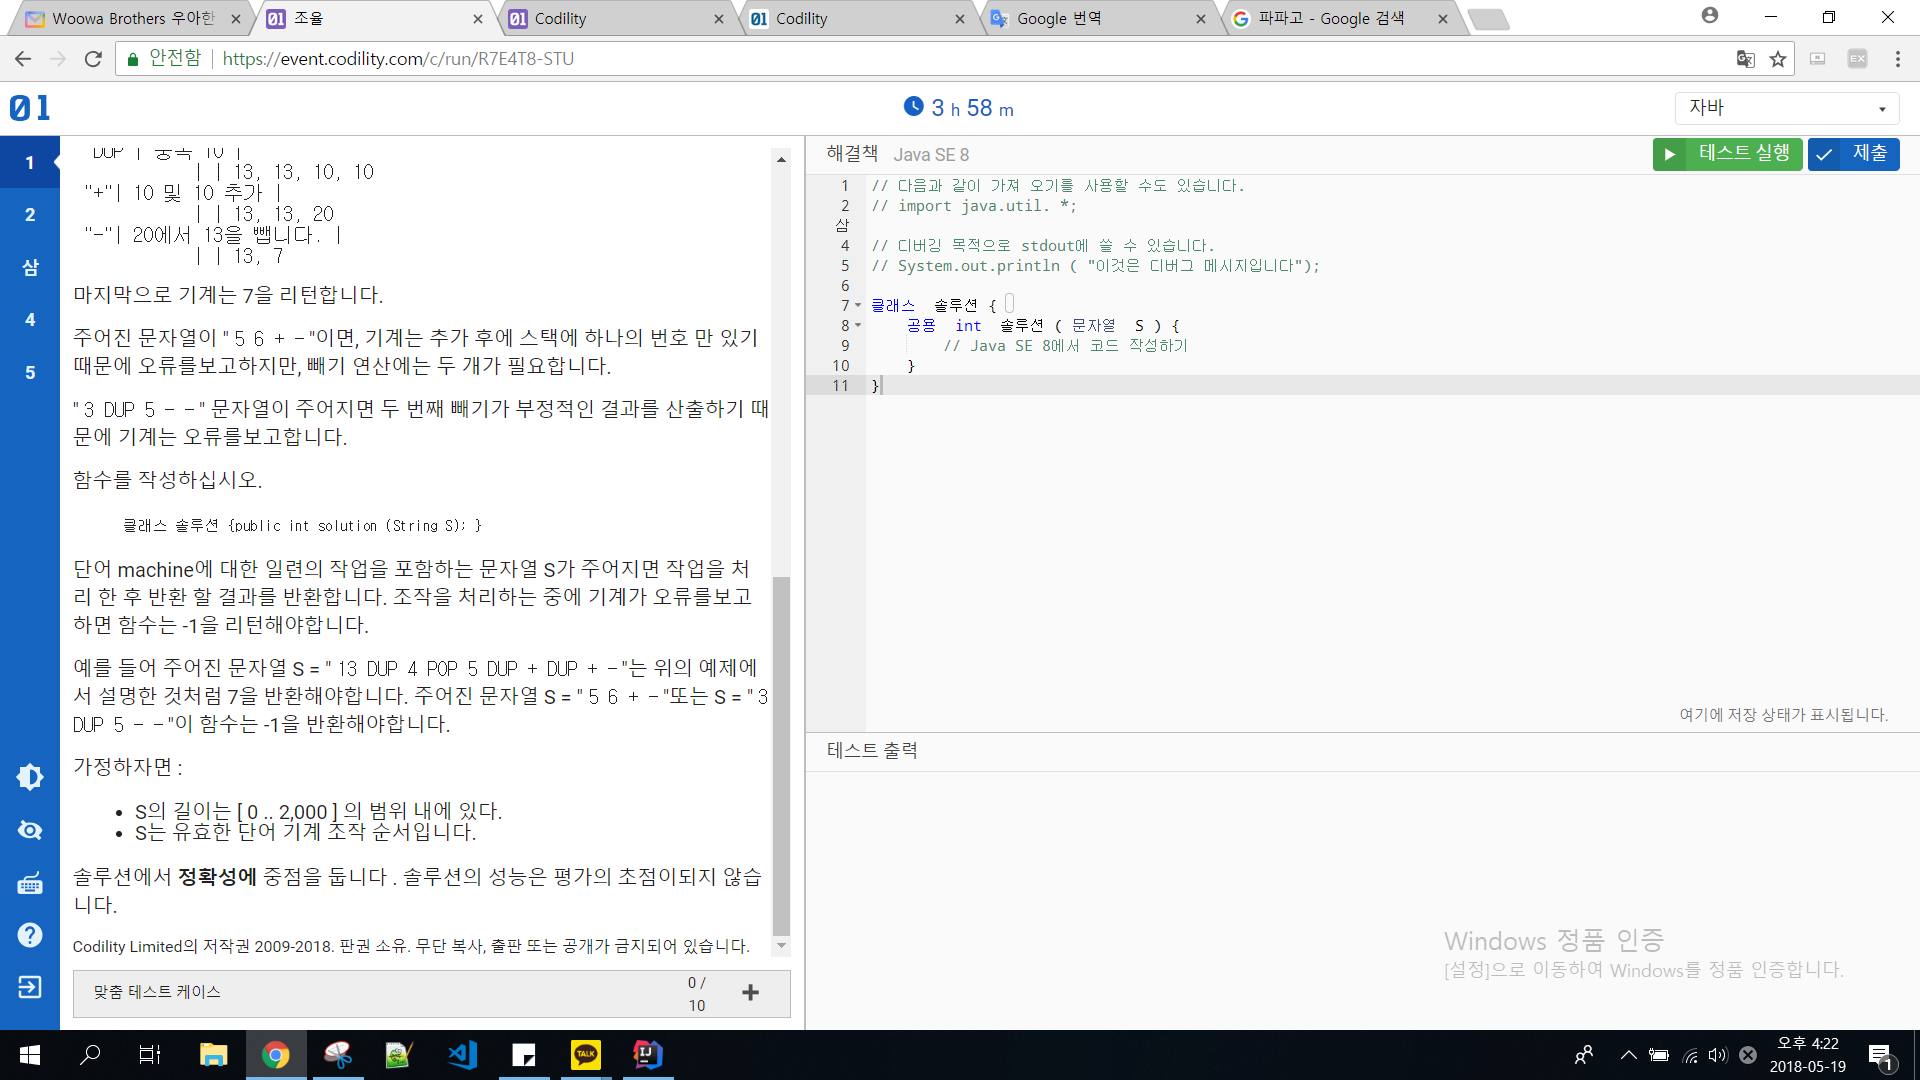 Woowa Brothers 우아한
조율
Codility
Codility
Google 번역
파파고 - Google 검색
안전함
https://event.codility.com/c/run/R7E4T8-STU
EX
01
3 h 58 m
자바
1
2
삼
4
5
DUP | 중복 10 |
| | 13, 13, 10, 10
"+"| 10 및 10 추가 |
| | 13, 13, 20
"-"| 20에서 13을 뺍니다. |
| | 13, 7
마지막으로 기계는 7을 리턴합니다.
주어진 문자열이 " 5 6 + - "이면, 기계는 추가 후에 스택에 하나의 번호 만 있기
때문에 오류를보고하지만, 빼기 연산에는 두 개가 필요합니다.
" 3 DUP 5 - - " 문자열이 주어지면 두 번째 빼기가 부정적인 결과를 산출하기 때
문에 기계는 오류를보고합니다.
함수를 작성하십시오.
클래스 솔루션 {public int solution (String S); }
단어 machine에 대한 일련의 작업을 포함하는 문자열 S가 주어지면 작업을 처
리 한 후 반환 할 결과를 반환합니다. 조작을 처리하는 중에 기계가 오류를보고
하면 함수는 -1을 리턴해야합니다.
예를 들어 주어진 문자열 S = " 13 DUP 4 POP 5 DUP + DUP + - "는 위의 예제에
서 설명한 것처럼 7을 반환해야합니다. 주어진 문자열 S = " 5 6 + - "또는 S = " 3
DUP 5 - - "이 함수는 -1을 반환해야합니다.
가정하자면 :
• S의 길이는 [ 0 .. 2,000 ] 의 범위 내에 있다.
• S는 유효한 단어 기계 조작 순서입니다.
솔루션에서 정확성에 중점을 둡니다 . 솔루션의 성능은 평가의 초점이되지 않습
니다.
Codility Limited의 저작권 2009-2018. 판권 소유. 무단 복사, 출판 또는 공개가 금지되어 있습니다.
맞춤 테스트 케이스
0 /
10
해결책 Java SE 8
테스트 실행
제출
1 // 다음과 같이 가져 오기를 사용할 수도 있습니다.
2 // import java.util. *;
삼
4 // 디버깅 목적으로 stdout에 쓸 수 있습니다.
5 // System.out.println ( "이것은 디버그 메시지입니다");
6
7 클래스 솔루션 {
8 공용 int 솔루션 ( 문자열 S ) {
9 // Java SE 8에서 코드 작성하기
10 }
11 }
여기에 저장 상태가 표시됩니다.
테스트 출력
Windows 정품 인증
[설정]으로 이동하여 Windows를 정품 인증합니다.
TALK
IJ
오후 4:22
2018-05-19
1